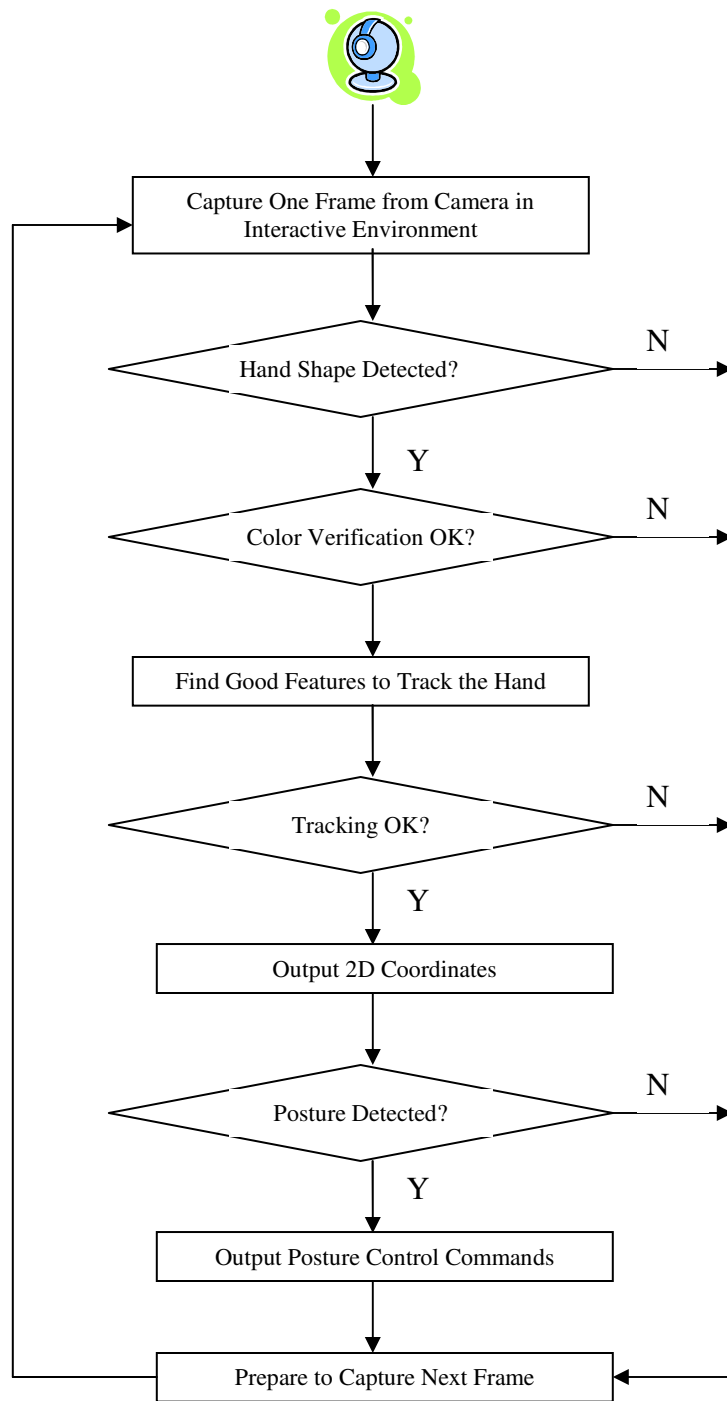 Capture One Frame from Camera in
Interactive Environment
Hand Shape Detected?
N
Y
Color Verification OK?
N
Find Good Features to Track the Hand
Tracking OK?
N
Y
Output 2D Coordinates
Posture Detected?
N
Y
Output Posture Control Commands
Prepare to Capture Next Frame